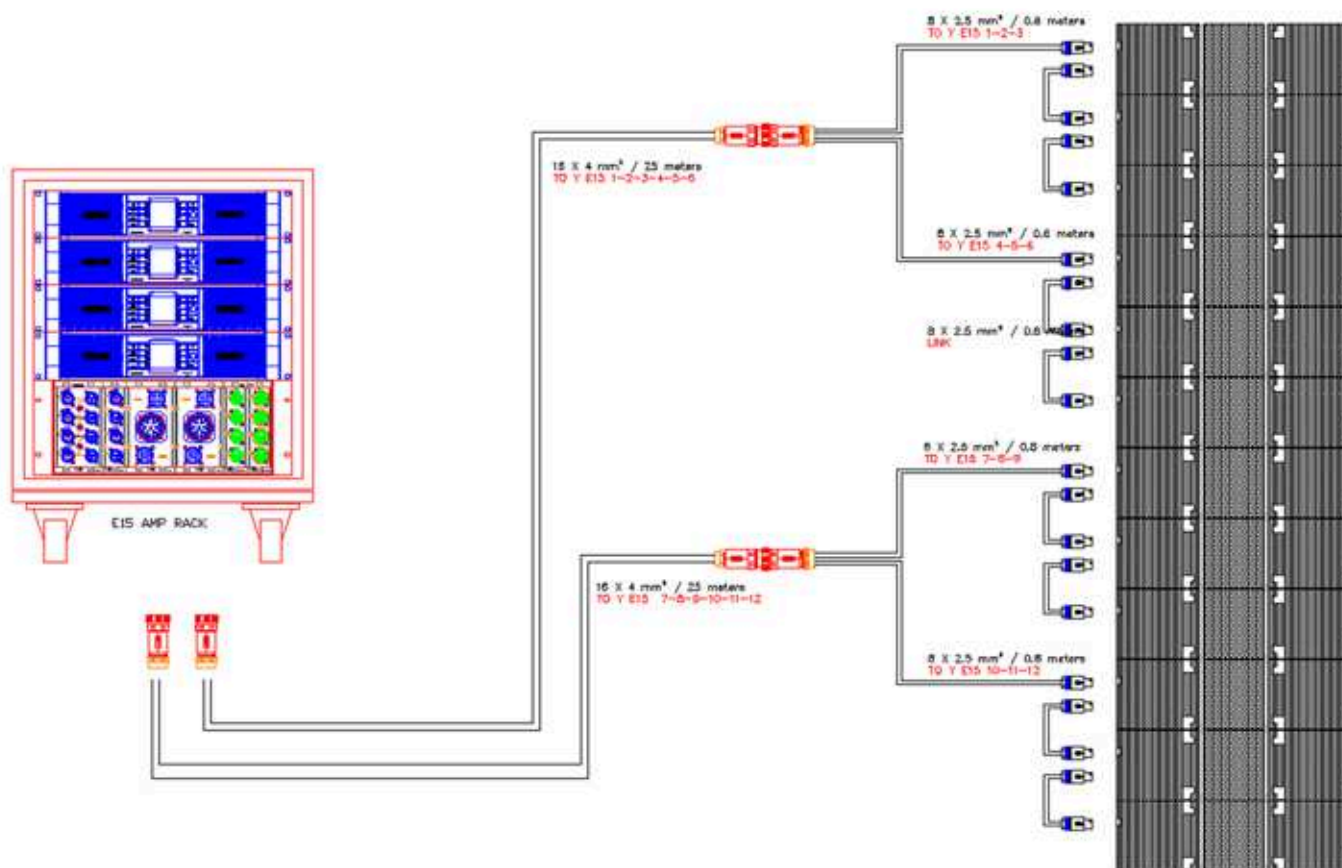 8 X 2.5 mm² / 0.8 meters
TO Y E15 1-2-3
16 X 4 mm² / 25 meters
TO Y E15 1-2-3-4-5-6
8 X 2.5 mm² / 0.8 meters
TO Y E15 4-5-6
8 X 2.5 mm² / 0.8 meters
LINK
8 X 2.5 mm² / 0.8 meters
TO Y E15 7-8-9
E15 AMP RACK
16 X 4 mm² / 25 meters
TO Y E15 7-8-9-10-11-12
8 X 2.5 mm² / 0.8 meters
TO Y E15 10-11-12